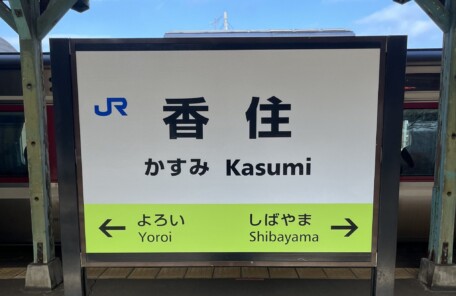 JR 香住
かすみ Kasumi
← よろい しばやま →
Yoroi Shibayama